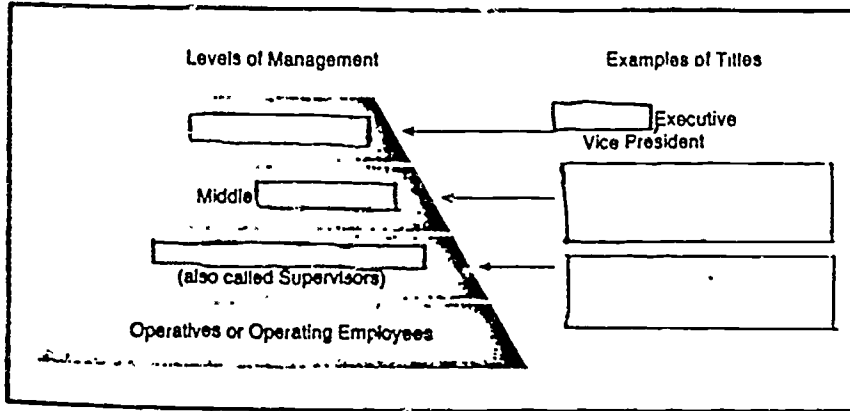 Levels of Management
Examples of Titles
Executive
Vice President
Middle
(also called Supervisors)
Operatives or Operating Employees